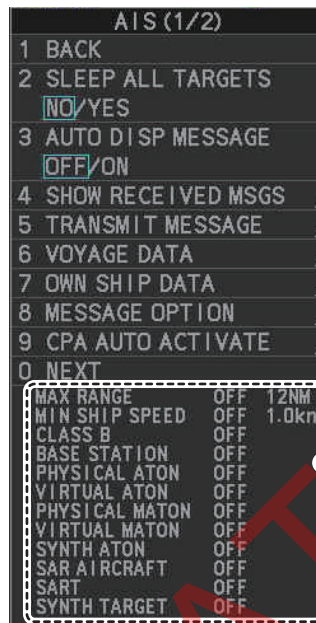 AIS (1/2)
1 BACK
2 SLEEP ALL TARGETS
NO/YES
3 AUTO DISP MESSAGE
OFF/ON
4 SHOW RECEIVED MSGS
5 TRANSMIT MESSAGE
6 VOYAGE DATA
7 OWN SHIP DATA
8 MESSAGE OPTION
9 CPA AUTO ACTIVATE
0 NEXT
MAX RANGE OFF 12NM
MIN SHIP SPEED OFF 1.0kn
CLASS B OFF
BASE STATION OFF
PHYSICAL ATON OFF
VIRTUAL ATON OFF
PHYSICAL MATON OFF
VIRTUAL MATON OFF
SYNTH ATON OFF
SAR AIRCRAFT OFF
SART OFF
SYNTH TARGET OFF